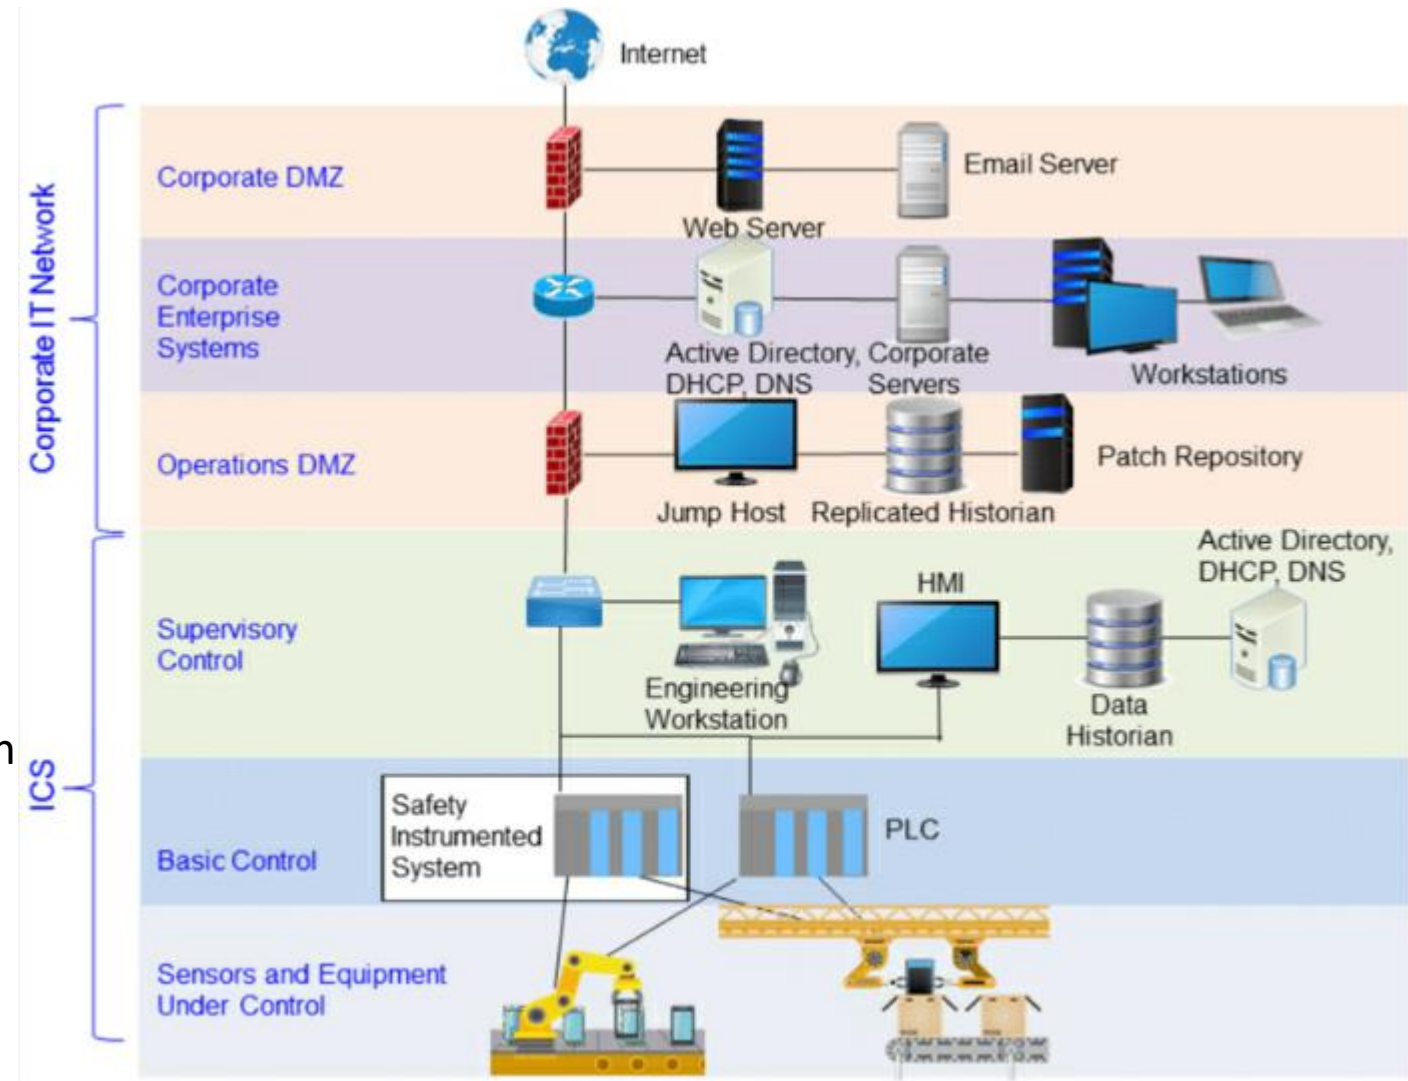 Internet
Corporate IT Network
Corporate DMZ
Web Server
Email Server
Corporate
Enterprise
Systems
Active Directory,
DHCP, DNS
Corporate
Servers
Workstations
Operations DMZ
Jump Host
Replicated Historian
Patch Repository
ICS
Supervisory
Control
Engineering
Workstation
HMI
Data
Historian
Active Directory,
DHCP, DNS
Basic Control
Safety
Instrumented
System
PLC
Sensors and Equipment
Under Control